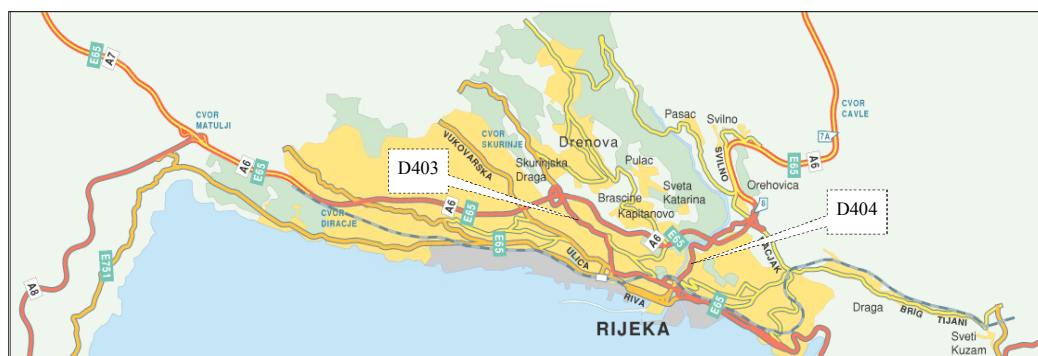 E65
A7
CVOR
MATULJI
A6
E65
VUKOVARSKA
CVOR
SKURINJE
Skurinjska
Draga
Drenova
Pulac
Brascine
Kapitanovo
Sveta
Katarina
Pasac
Svilno
SVILNO
Orehovica
CVOR
CAVLE
7A
E65
A6
8
D403
D404
CVOR
DIRACJE
A6
E65
E65
A6
E65
ULICA
RIVA
E65
RIJEKA
ACJAK
Draga
BRIG
TIJANI
Sveti
Kuzam
E751
A8